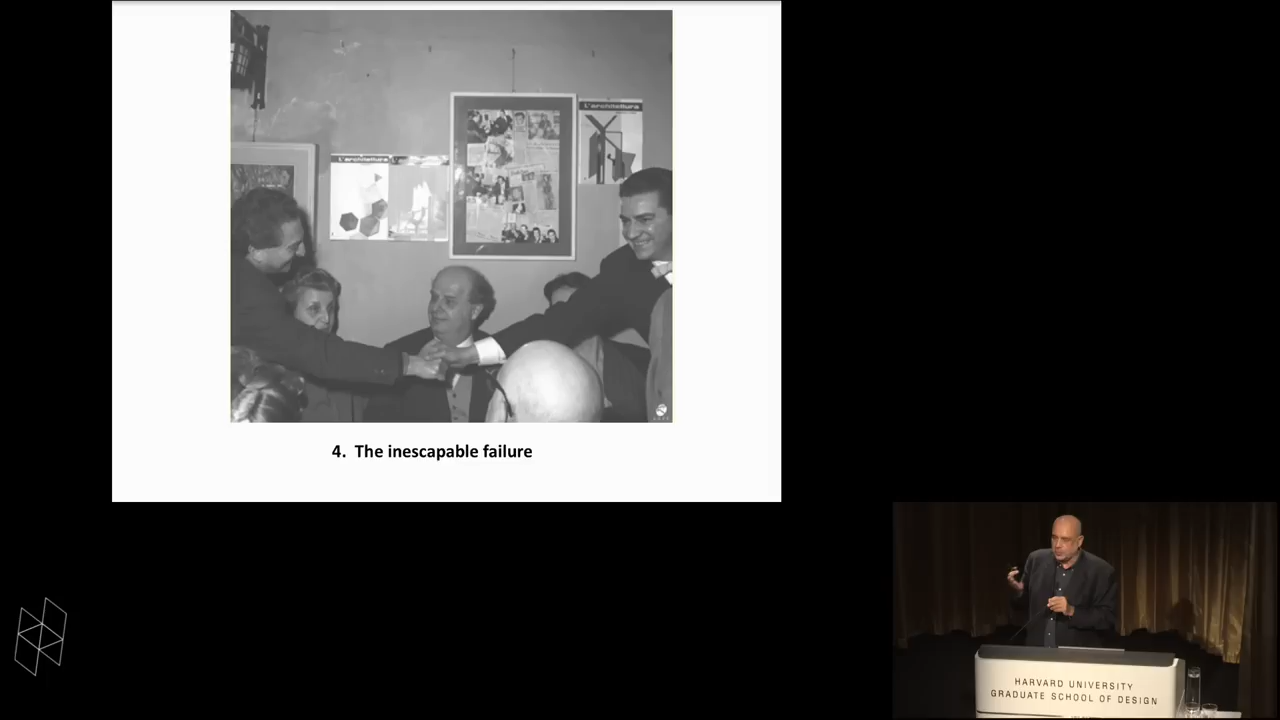 L'architettura
L'architettura
4. The inescapable failure
HARVARD UNIVERSITY
GRADUATE SCHOOL OF DESIGN